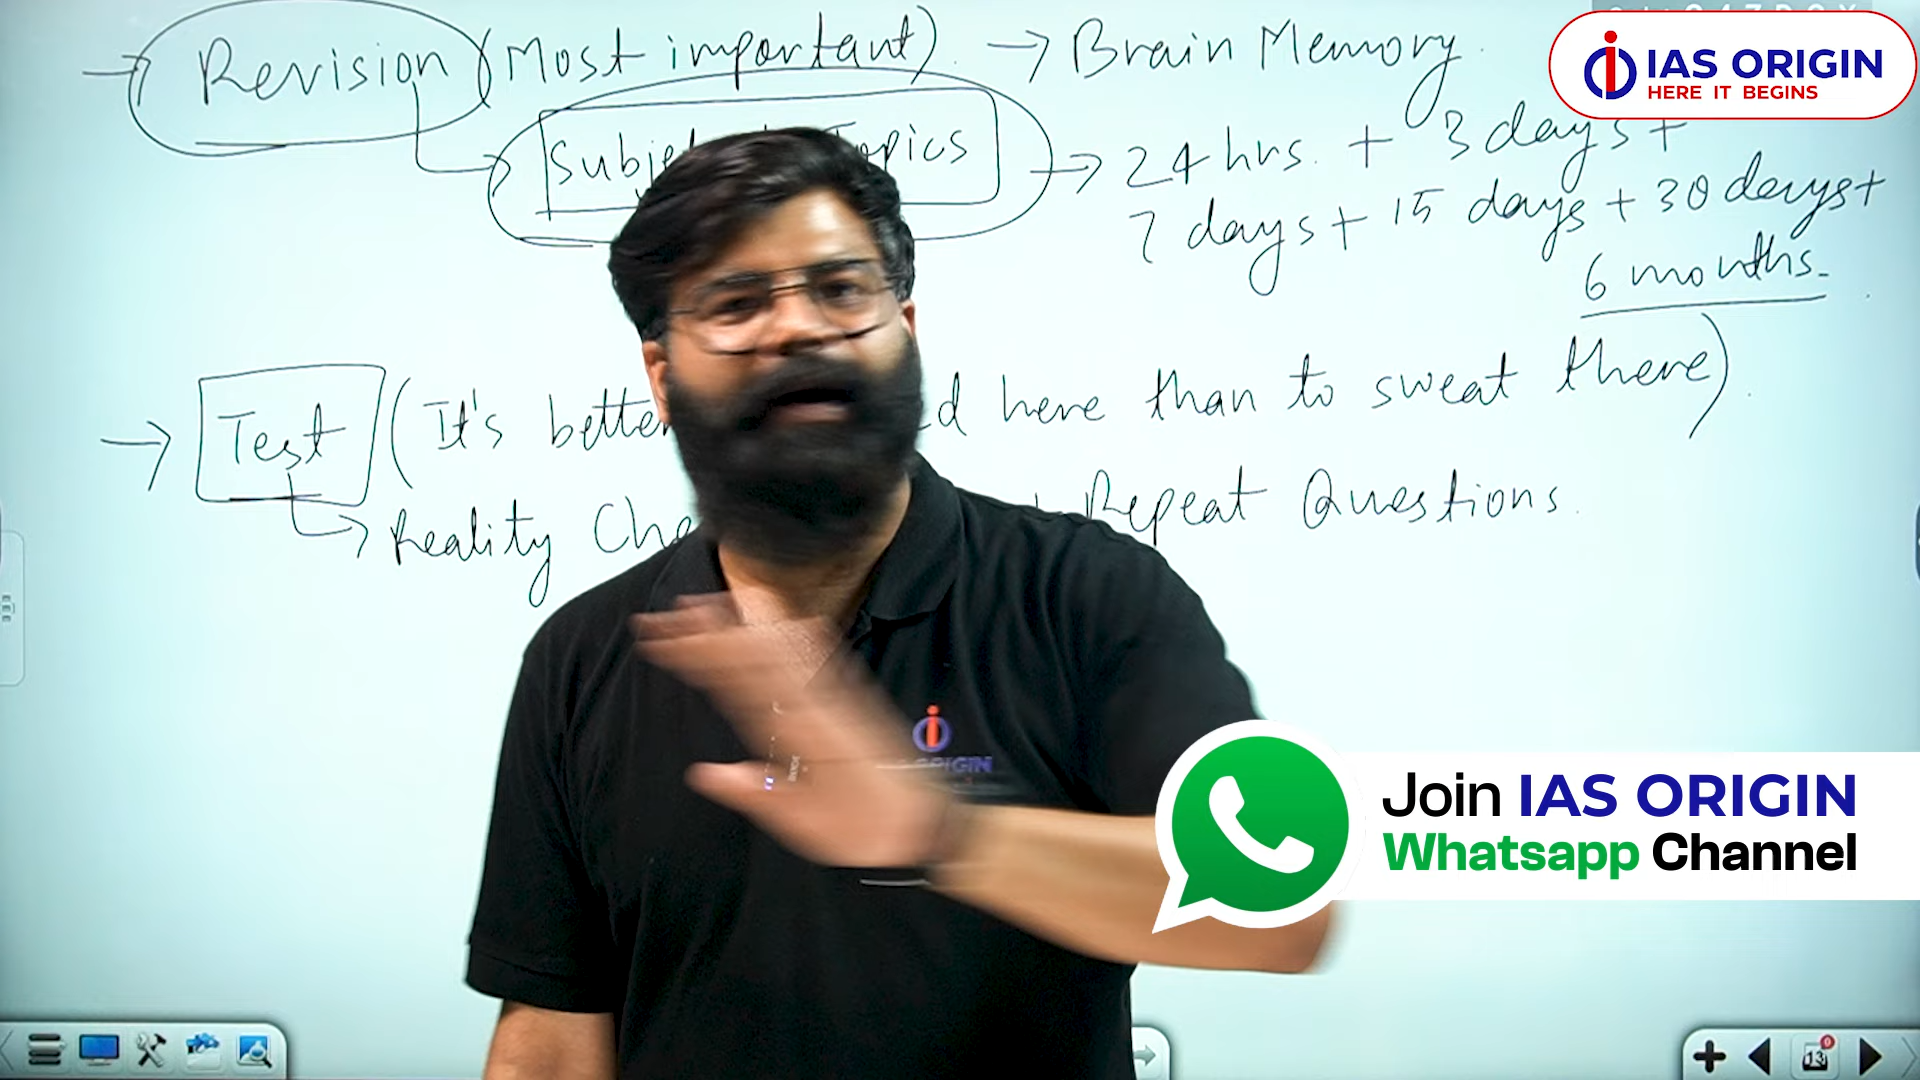 → Revision (Most important). → Brain Memory.
IAS ORIGIN
HERE IT BEGINS
Topics → 24 hrs. + 3 days +
7 days + 15 days + 30 days +
6 months.
→ Test (It's better here than to sweat there).
Reality Repeat Questions.
Join IAS ORIGIN
Whatsapp Channel
13